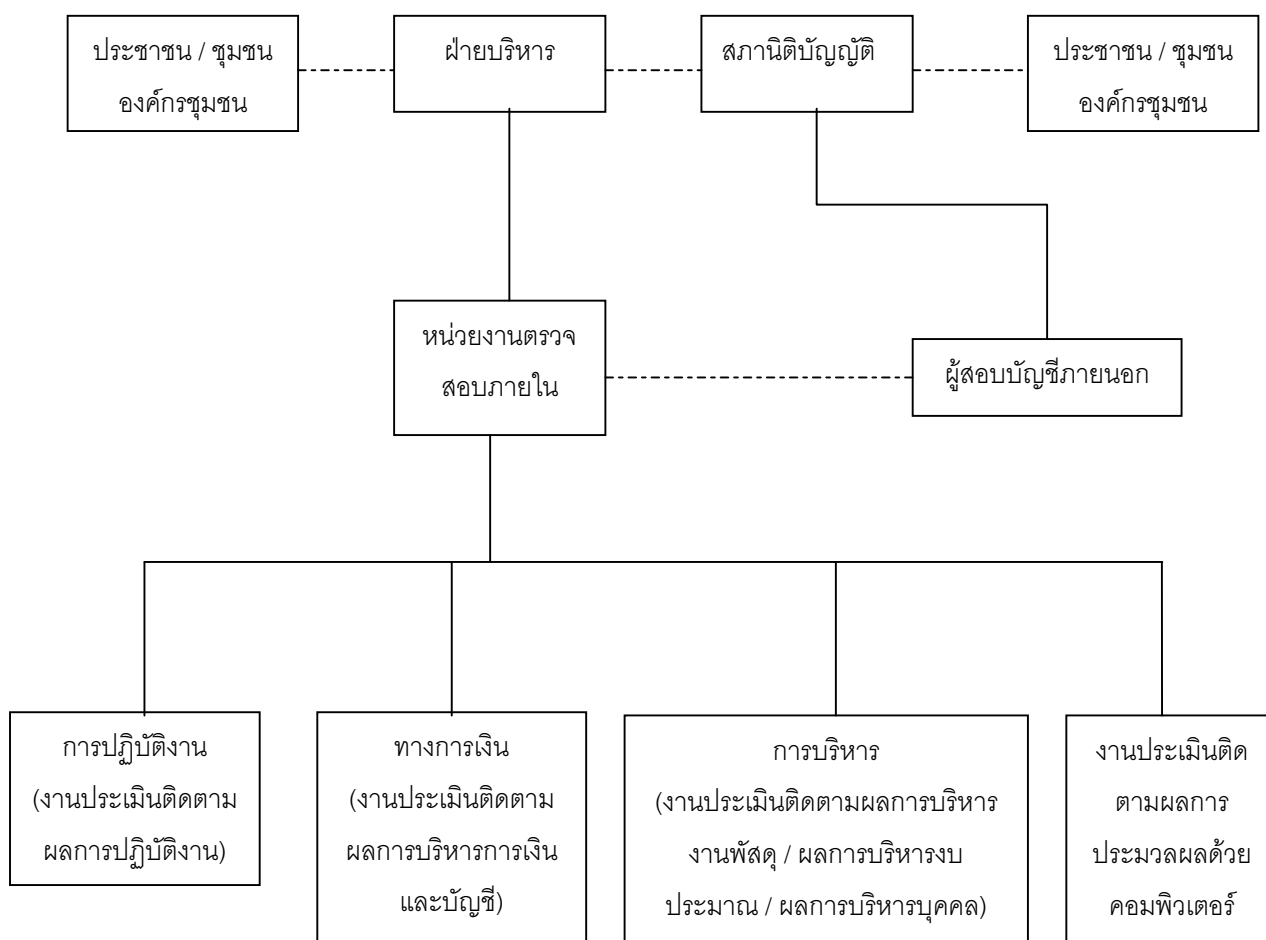 ประชาชน / ชุมชน
องค์กรชุมชน
ฝ่ายบริหาร
สภานิติบัญญัติ
ประชาชน / ชุมชน
องค์กรชุมชน
หน่วยงานตรวจ
สอบภายใน
ผู้สอบบัญชีภายนอก
การปฏิบัติงาน
(งานประเมินติดตาม
ผลการปฏิบัติงาน)
ทางการเงิน
(งานประเมินติดตาม
ผลการบริหารการเงิน
และบัญชี)
การบริหาร
(งานประเมินติดตามผลการบริหาร
งานพัสดุ / ผลการบริหารงบ
ประมาณ / ผลการบริหารบุคคล)
งานประเมินติด
ตามผลการ
ประมวลผลด้วย
คอมพิวเตอร์